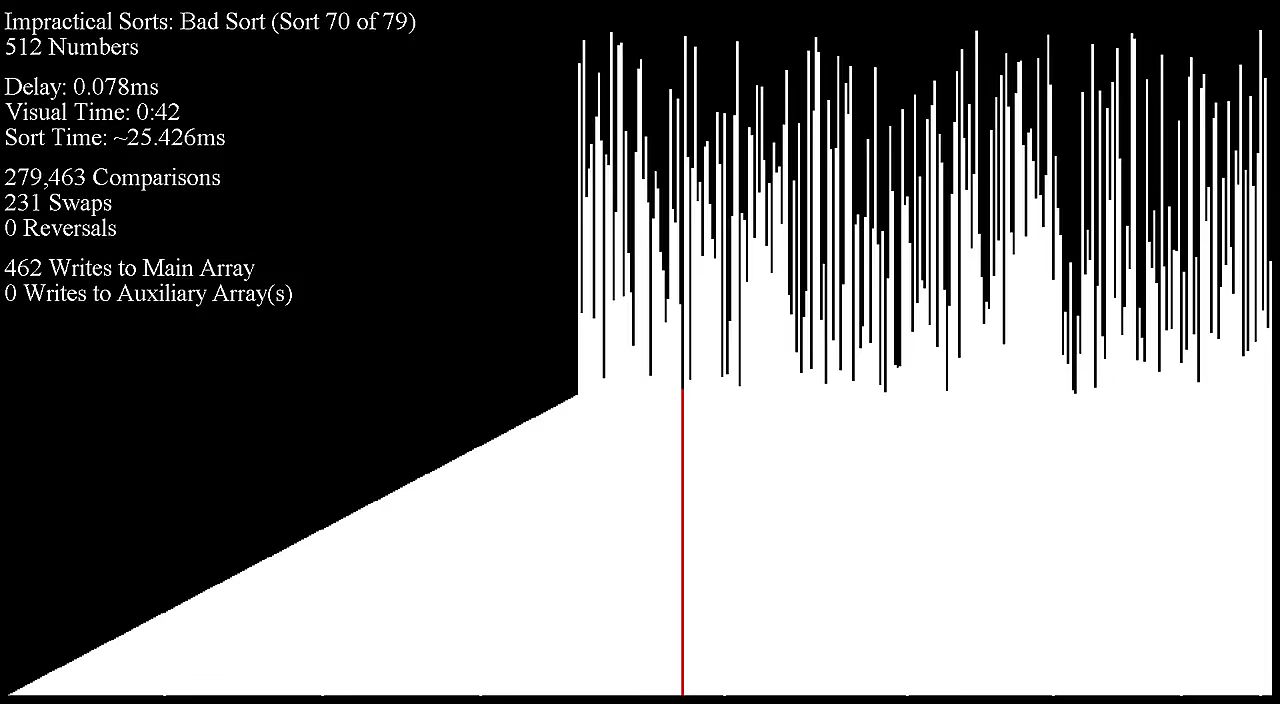 Impractical Sorts: Bad Sort (Sort 70 of 79)
512 Numbers
Delay: 0.078ms
Visual Time: 0:42
Sort Time: ~25.426ms
279,463 Comparisons
231 Swaps
0 Reversals
462 Writes to Main Array
0 Writes to Auxiliary Array(s)